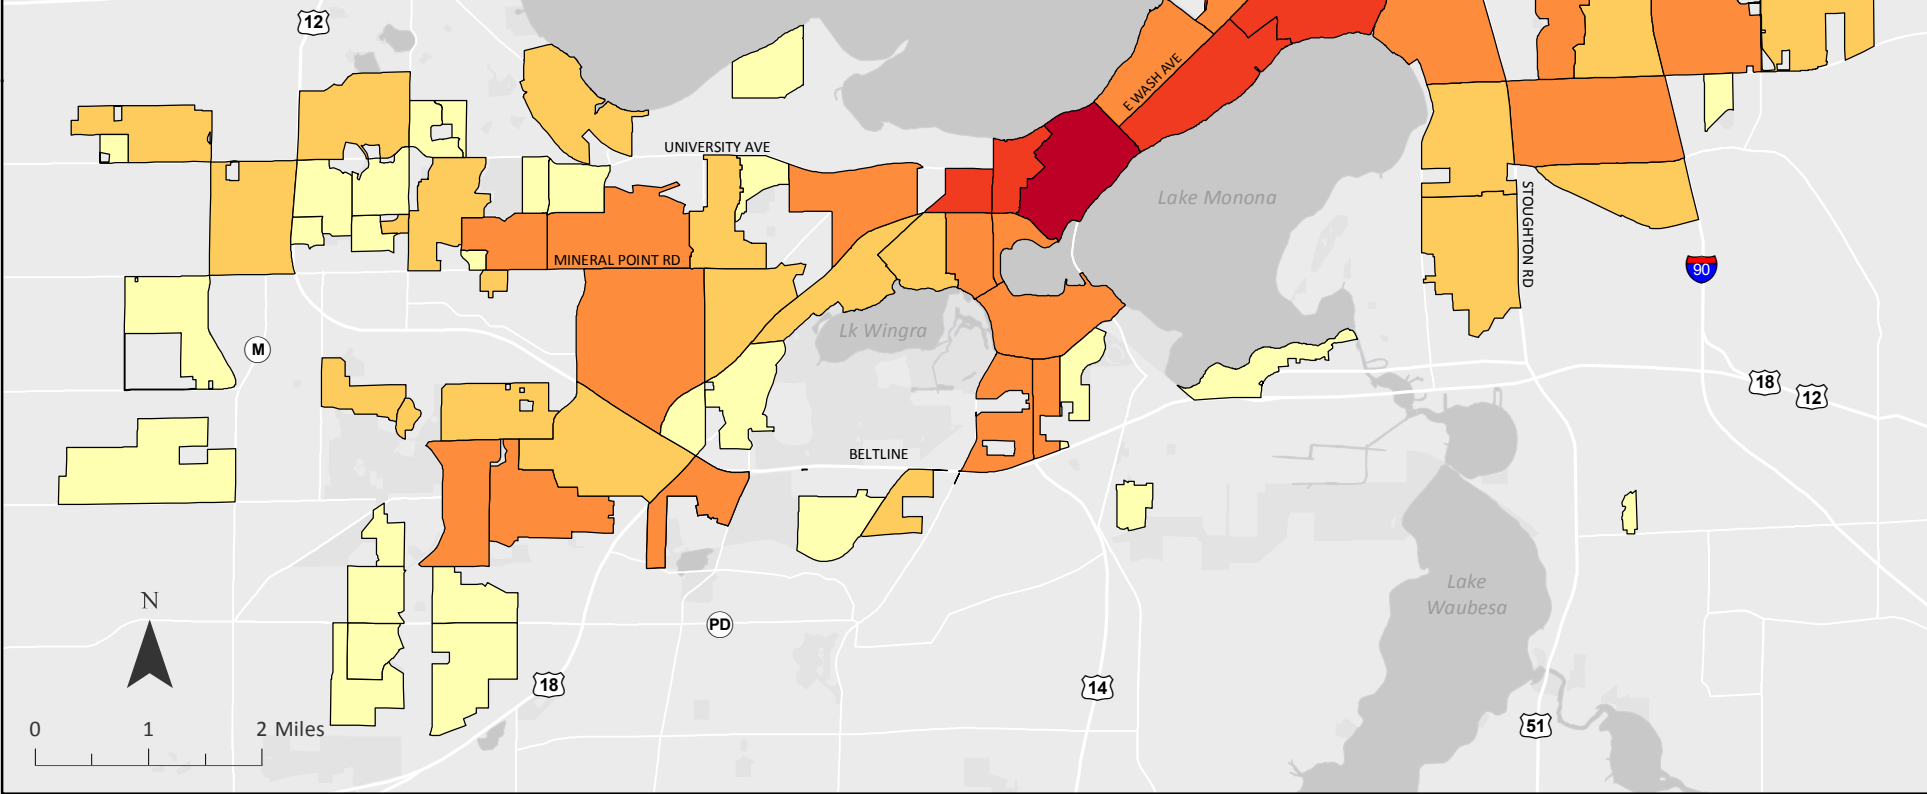 12
E WASH AVE
UNIVERSITY AVE
Lake Monona
STOUGHTON RD
MINERAL POINT RD
90
Lk Wingra
M
18
12
BELTLINE
Lake
Waubesa
N
PD
18
14
51
0 1 2 Miles